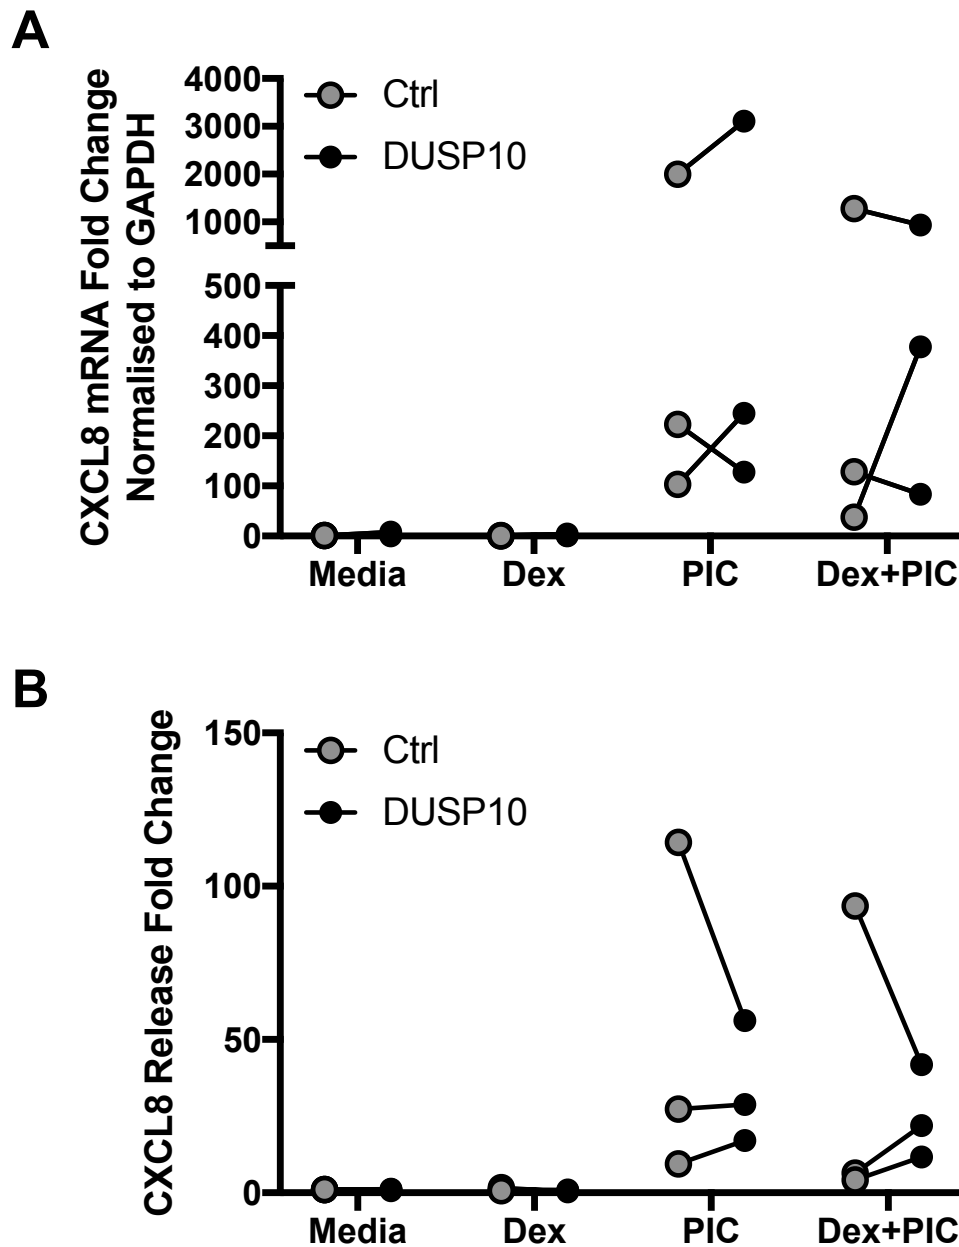 A
CXCL8 mRNA Fold Change
Normalised to GAPDH
4000
3000
2000
1000
500
400
300
200
100
0
Ctrl
DUSP10
Media Dex PIC Dex+PIC
B
CXCL8 Release Fold Change
150
100
50
0
Ctrl
DUSP10
Media Dex PIC Dex+PIC